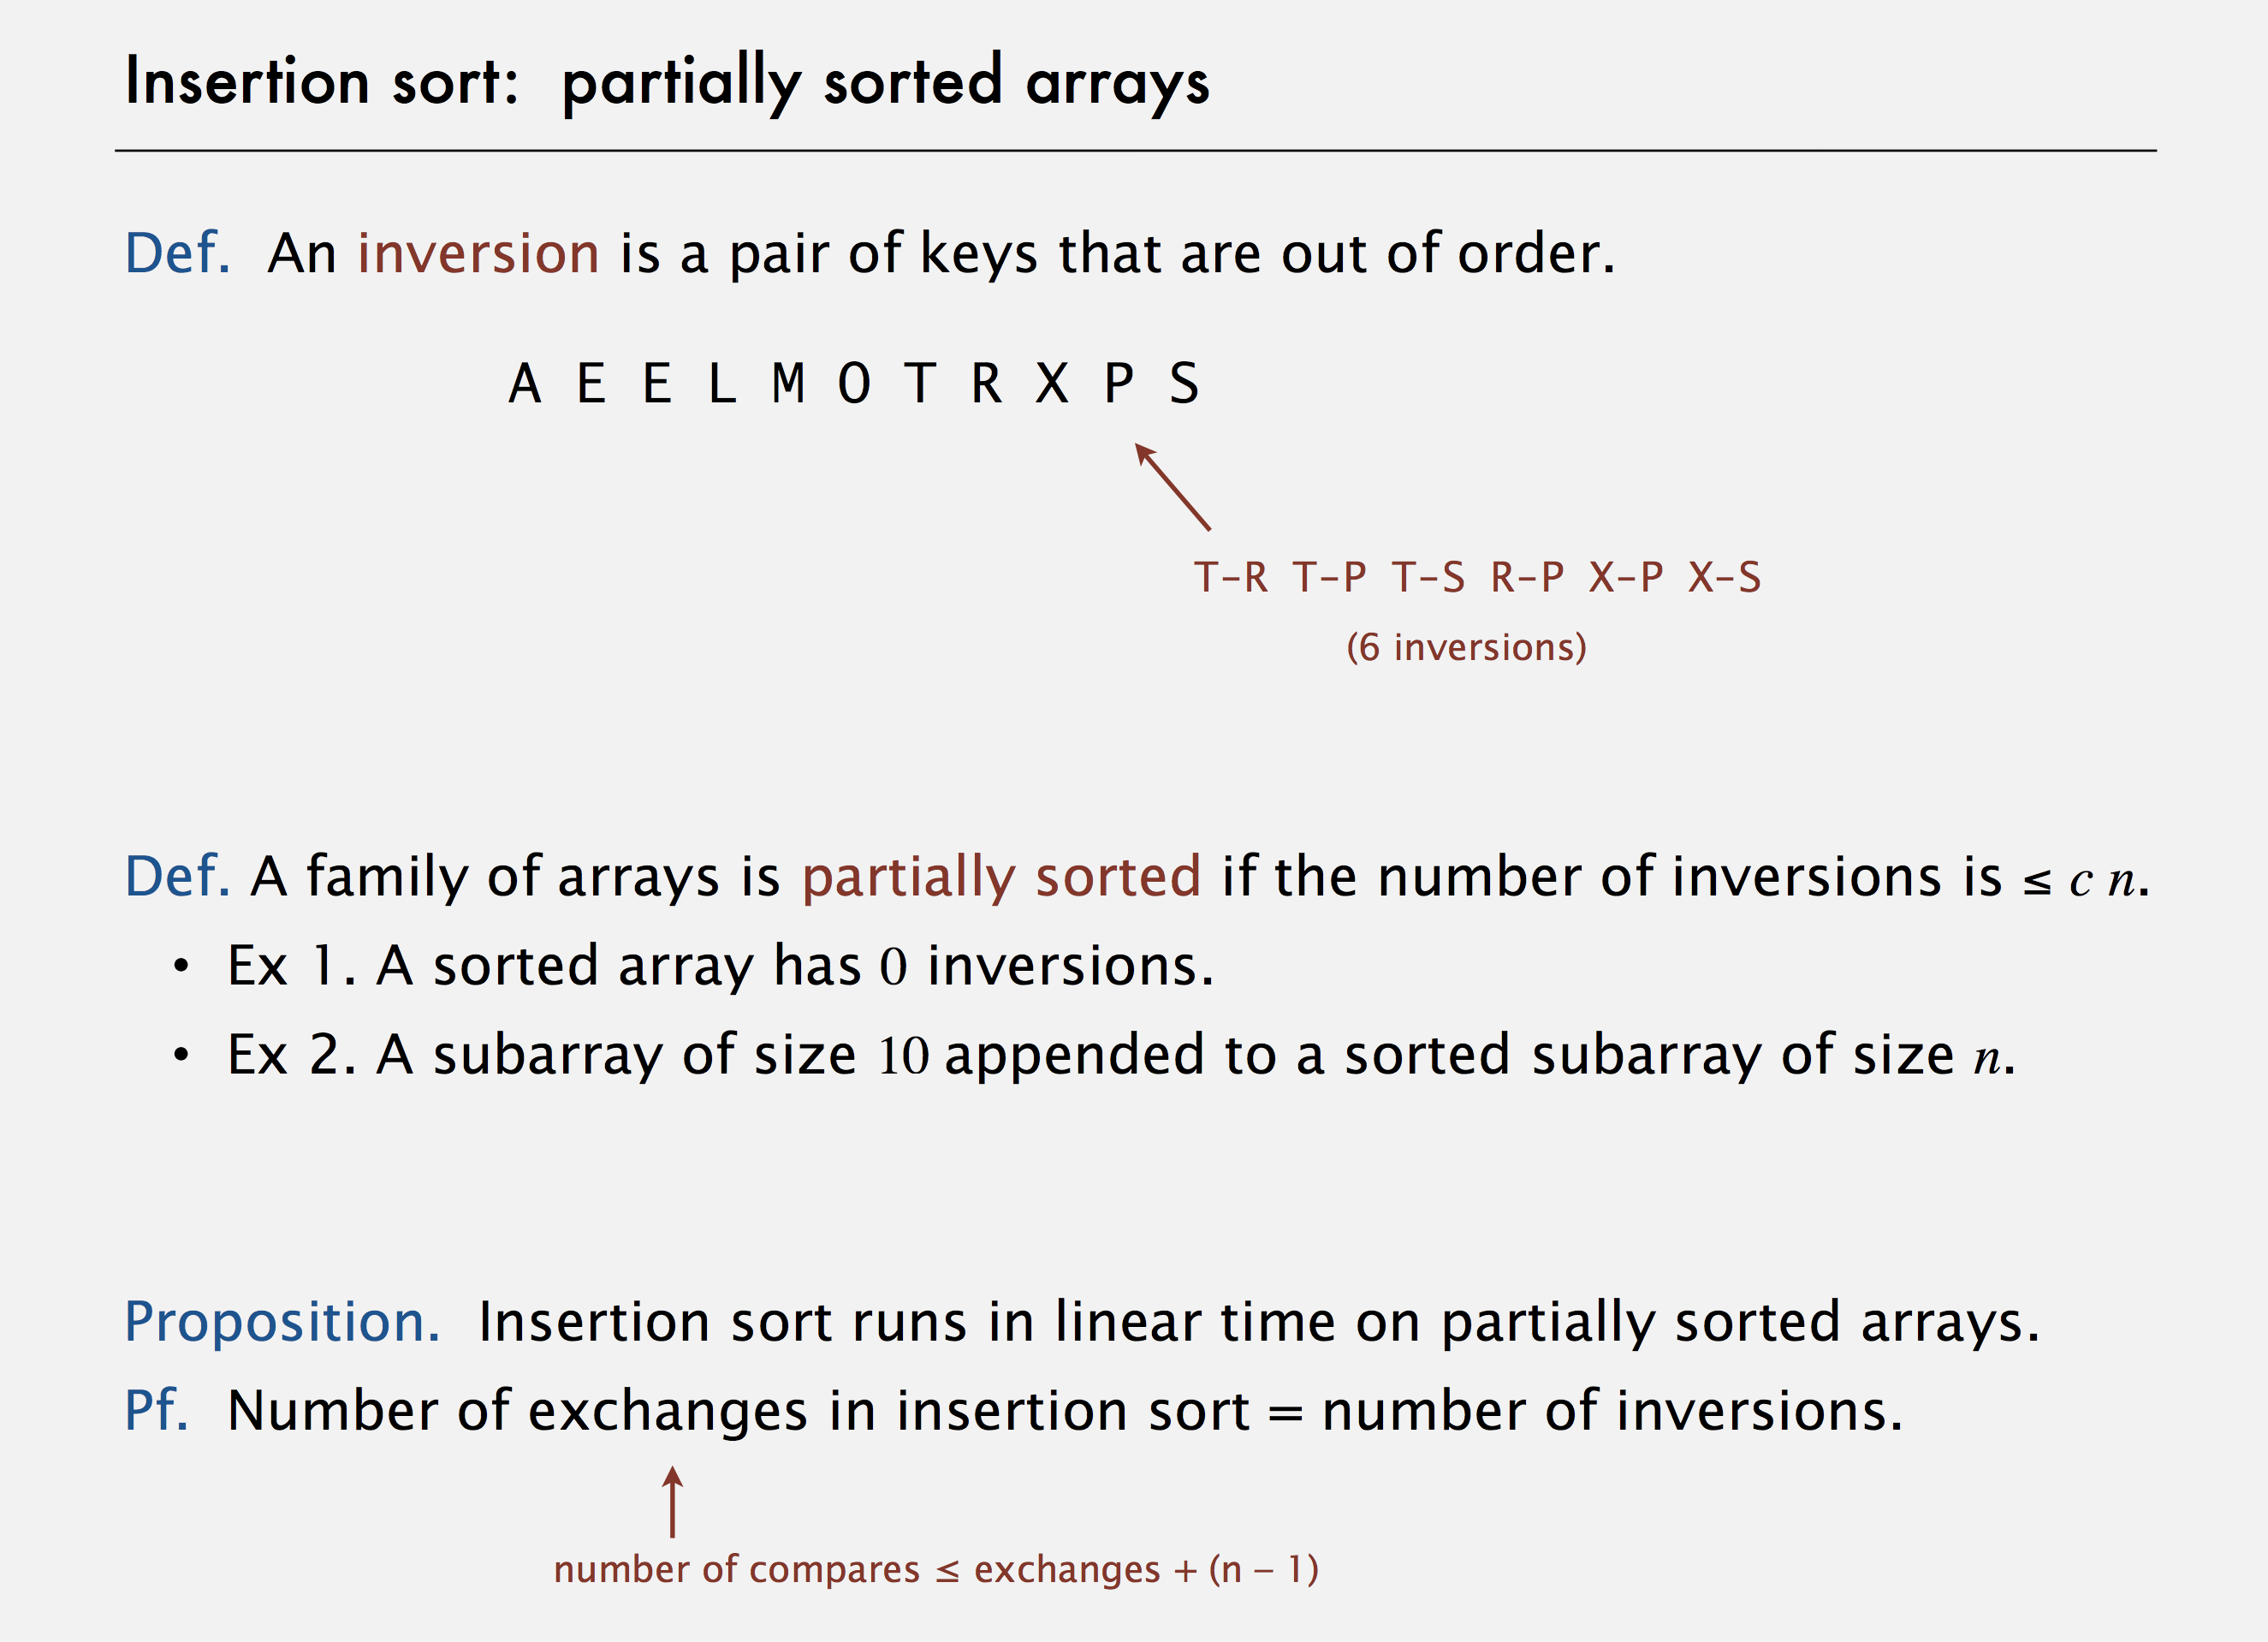 Insertion sort: partially sorted arrays
Def. An inversion is a pair of keys that are out of order.
A E E L M O T R X P S
T–R T–P T–S R–P X–P X–S
(6 inversions)
Def. A family of arrays is partially sorted if the number of inversions is ≤ c n.
• Ex 1. A sorted array has 0 inversions.
• Ex 2. A subarray of size 10 appended to a sorted subarray of size n.
Proposition. Insertion sort runs in linear time on partially sorted arrays.
Pf. Number of exchanges in insertion sort = number of inversions.
number of compares ≤ exchanges + (n – 1)